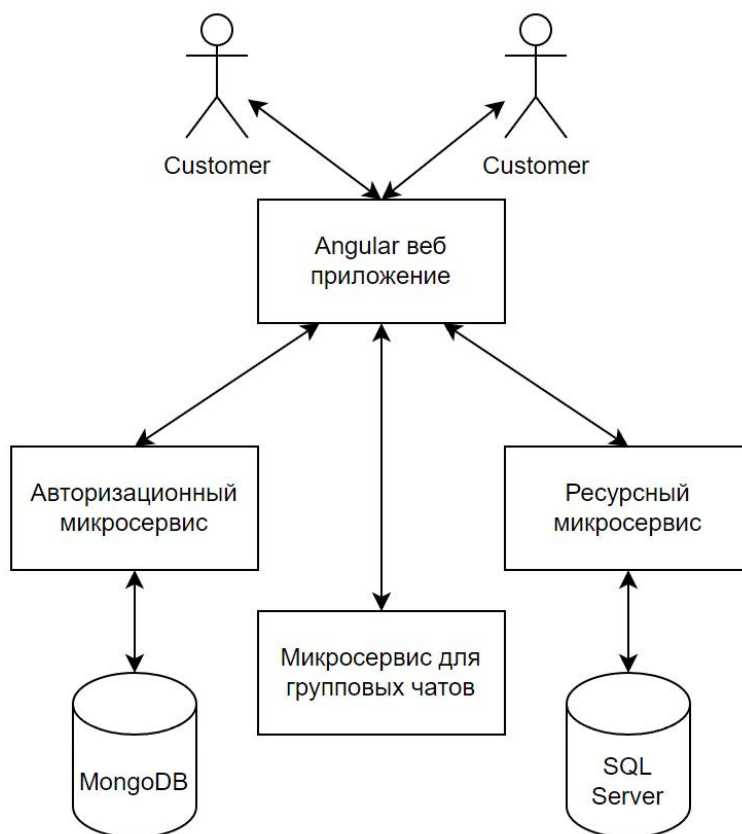 Customer
Customer
Angular веб
приложение
Авторизационный
микросервис
Ресурсный
микросервис
Микросервис для
групповых чатов
MongoDB
SQL
Server